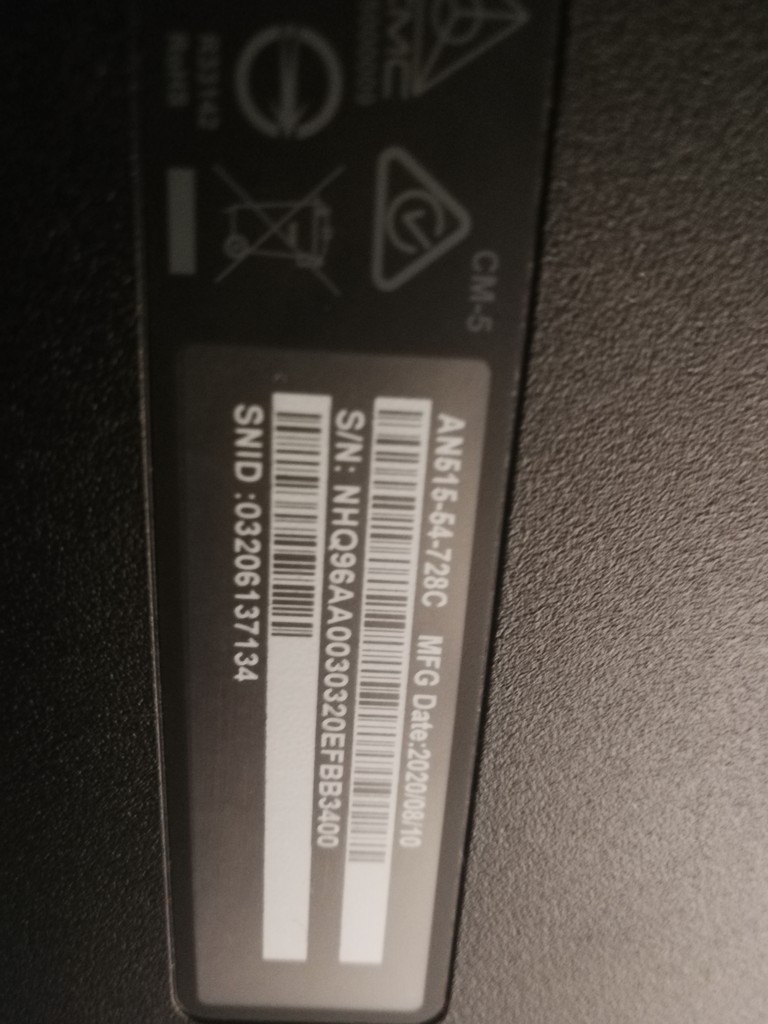 CM-5
AN515-54-728C MFG Date:2020/08/10
S/N: NHQ96AA0030320EFBB3400
SNID :03206137134